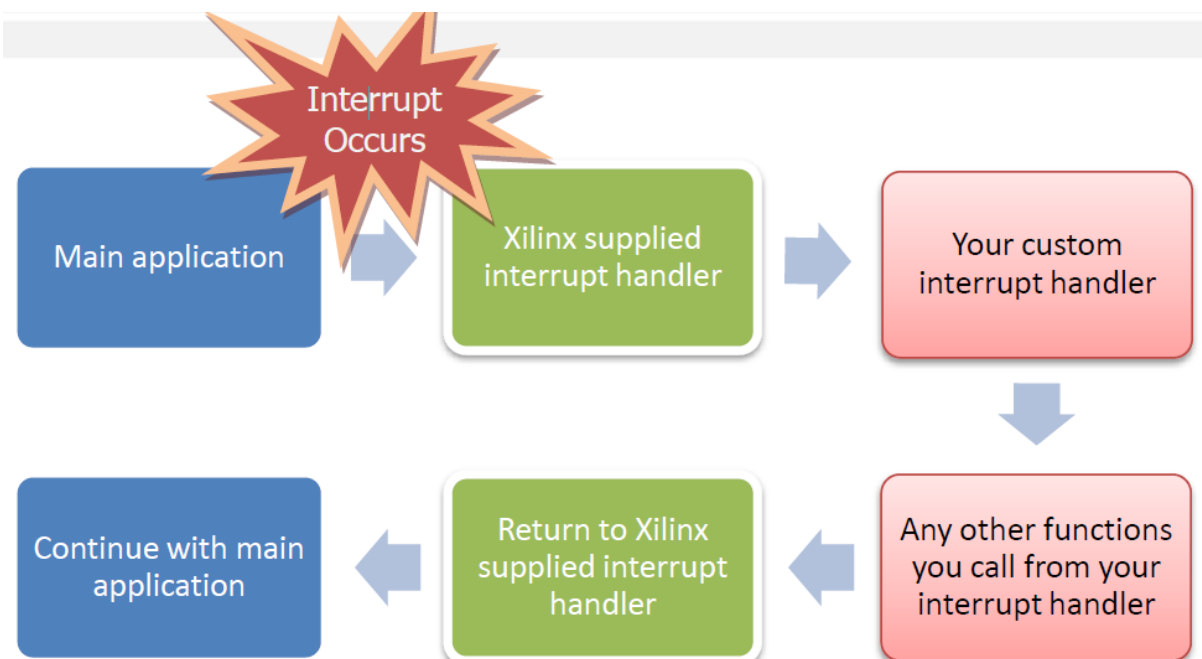 Interrupt
Occurs
Main application
Xilinx supplied
interrupt handler
Your custom
interrupt handler
Any other functions
you call from your
interrupt handler
Return to Xilinx
supplied interrupt
handler
Continue with main
application